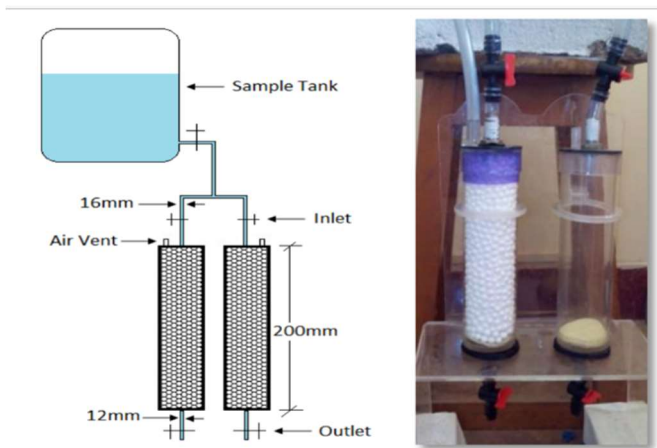 Sample Tank
16mm
Inlet
Air Vent
200mm
12mm
Outlet